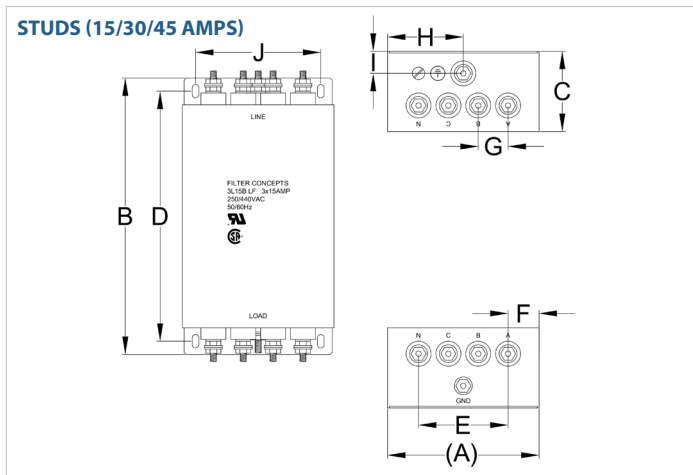 STUDS (15/30/45 AMPS)
J
B
D
LINE
FILTER CONCEPTS
3L15B LF 3x15AMP
250/440VAC
50/60Hz
LOAD
H
I
C
N C B A
G
F
N C B A
GND
E
(A)